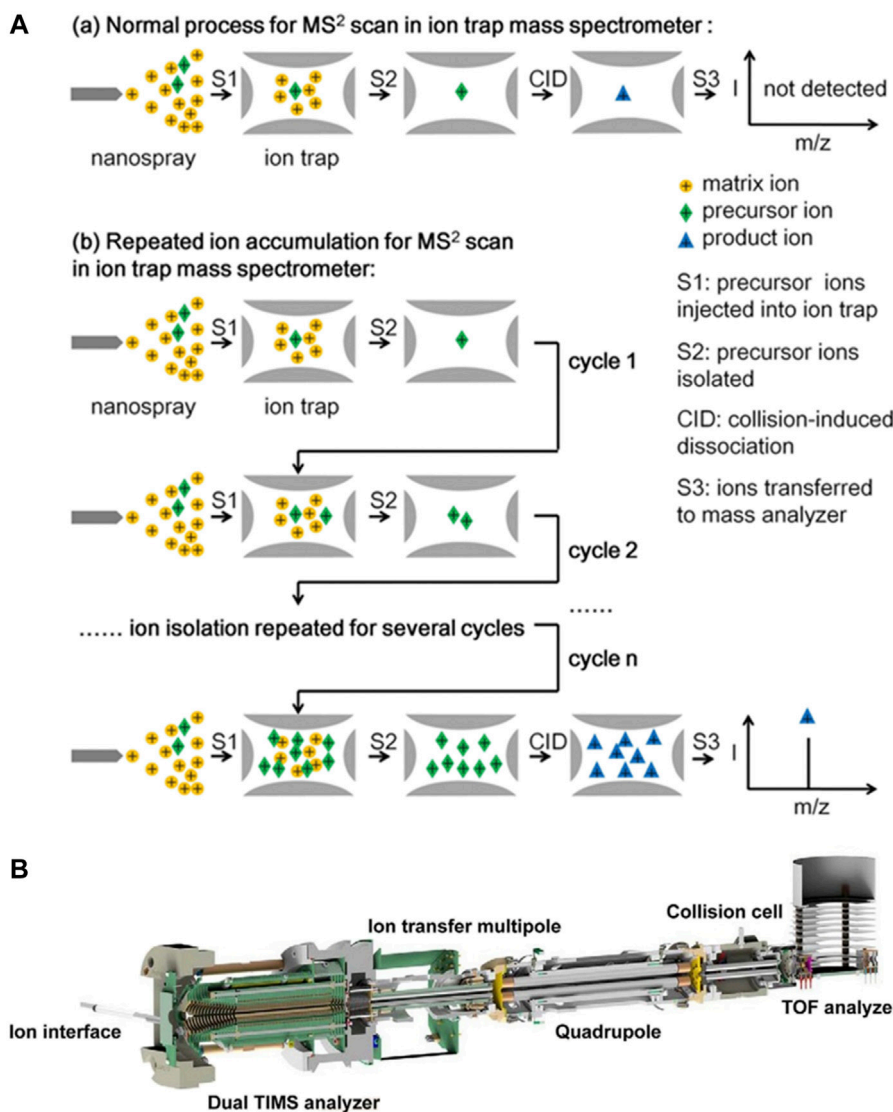 A
(a) Normal process for MS² scan in ion trap mass spectrometer :
S1
S2
CID
S3
I
not detected
m/z
nanospray
ion trap
matrix ion
precursor ion
product ion
(b) Repeated ion accumulation for MS² scan
in ion trap mass spectrometer:
S1: precursor ions
injected into ion trap
S2: precursor ions
isolated
CID: collision-induced
dissociation
S3: ions transferred
to mass analyzer
S1
S2
cycle 1
nanospray
ion trap
S1
S2
cycle 2
...... ion isolation repeated for several cycles
......
cycle n
S1
S2
CID
S3
I
m/z
B
Ion transfer multipole
Collision cell
Ion interface
Quadrupole
TOF analyze
Dual TIMS analyzer